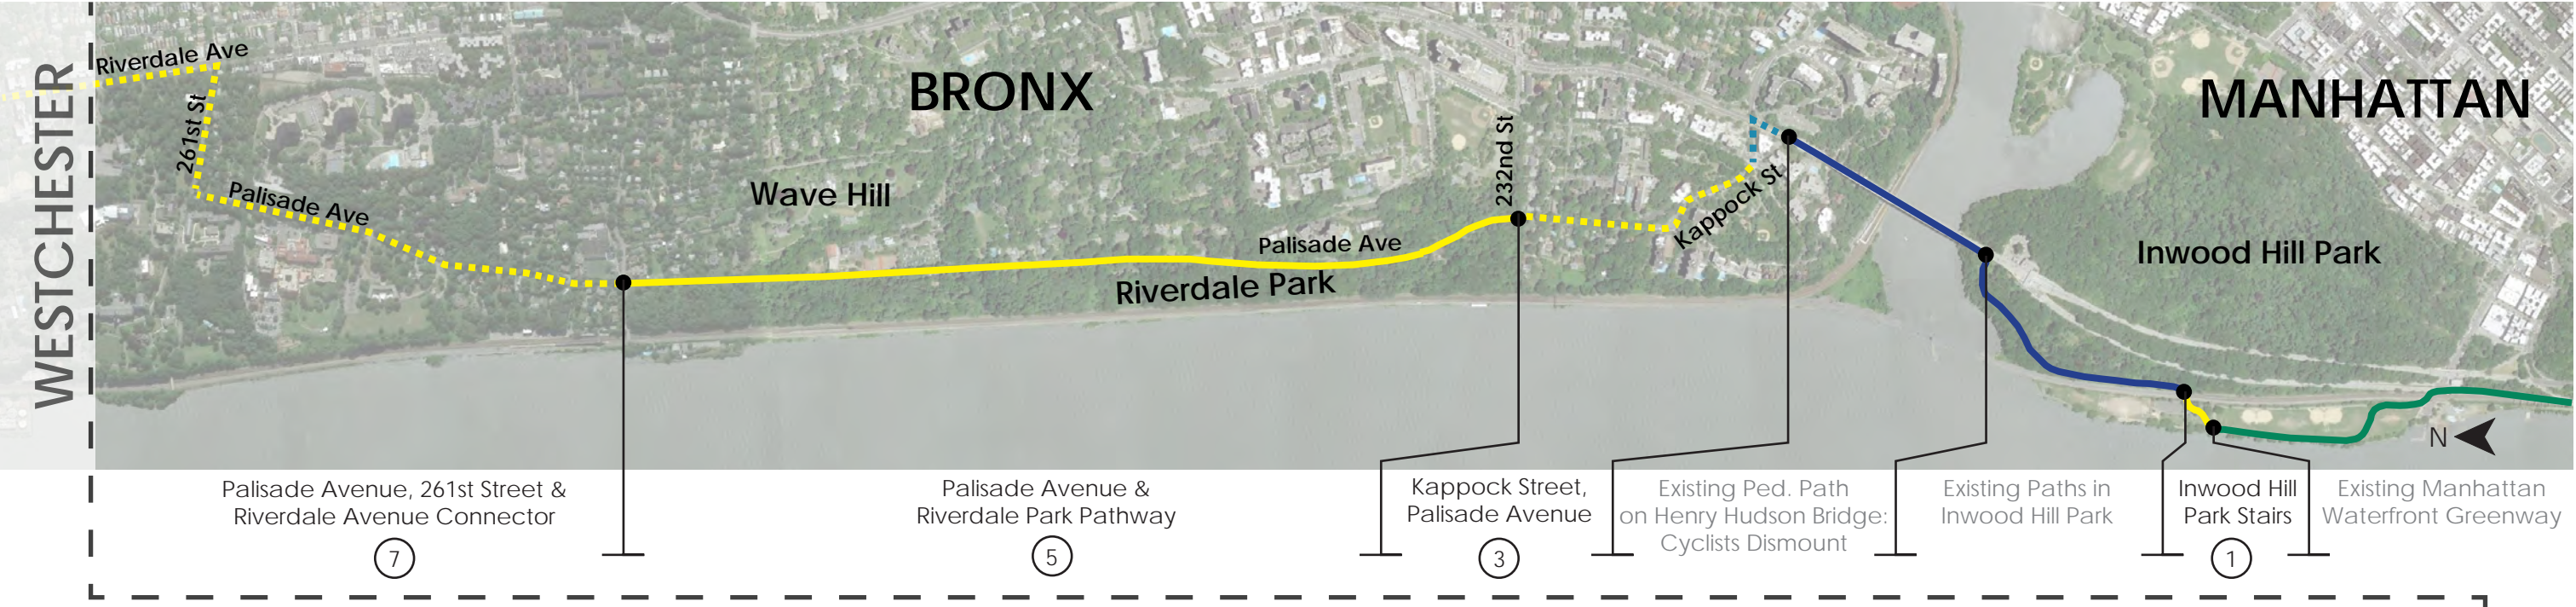 Riverdale Ave
BRONX
MANHATTAN
WESTCHESTER
261st St
232nd St
Palisade Ave
Wave Hill
Kappock St
Palisade Ave
Inwood Hill Park
Riverdale Park
N
Palisade Avenue, 261st Street &
Riverdale Avenue Connector
7
Palisade Avenue &
Riverdale Park Pathway
5
Kappock Street,
Palisade Avenue
3
Existing Ped. Path
on Henry Hudson Bridge:
Cyclists Dismount
Existing Paths in
Inwood Hill Park
Inwood Hill
Park Stairs
1
Existing Manhattan
Waterfront Greenway